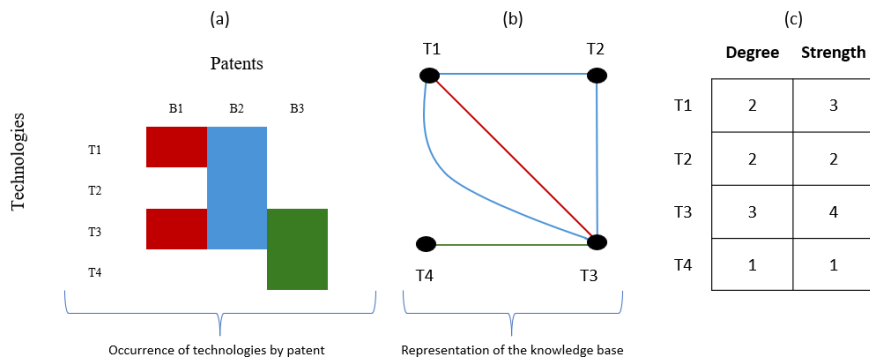 (a)
(b)
(c)
Patents
T1
T2
Degree
Strength
Technologies
B1
B2
B3
T1
T2
T3
T4
T4
T3
T1
2
3
T2
2
2
T3
3
4
T4
1
1
Occurrence of technologies by patent
Representation of the knowledge base